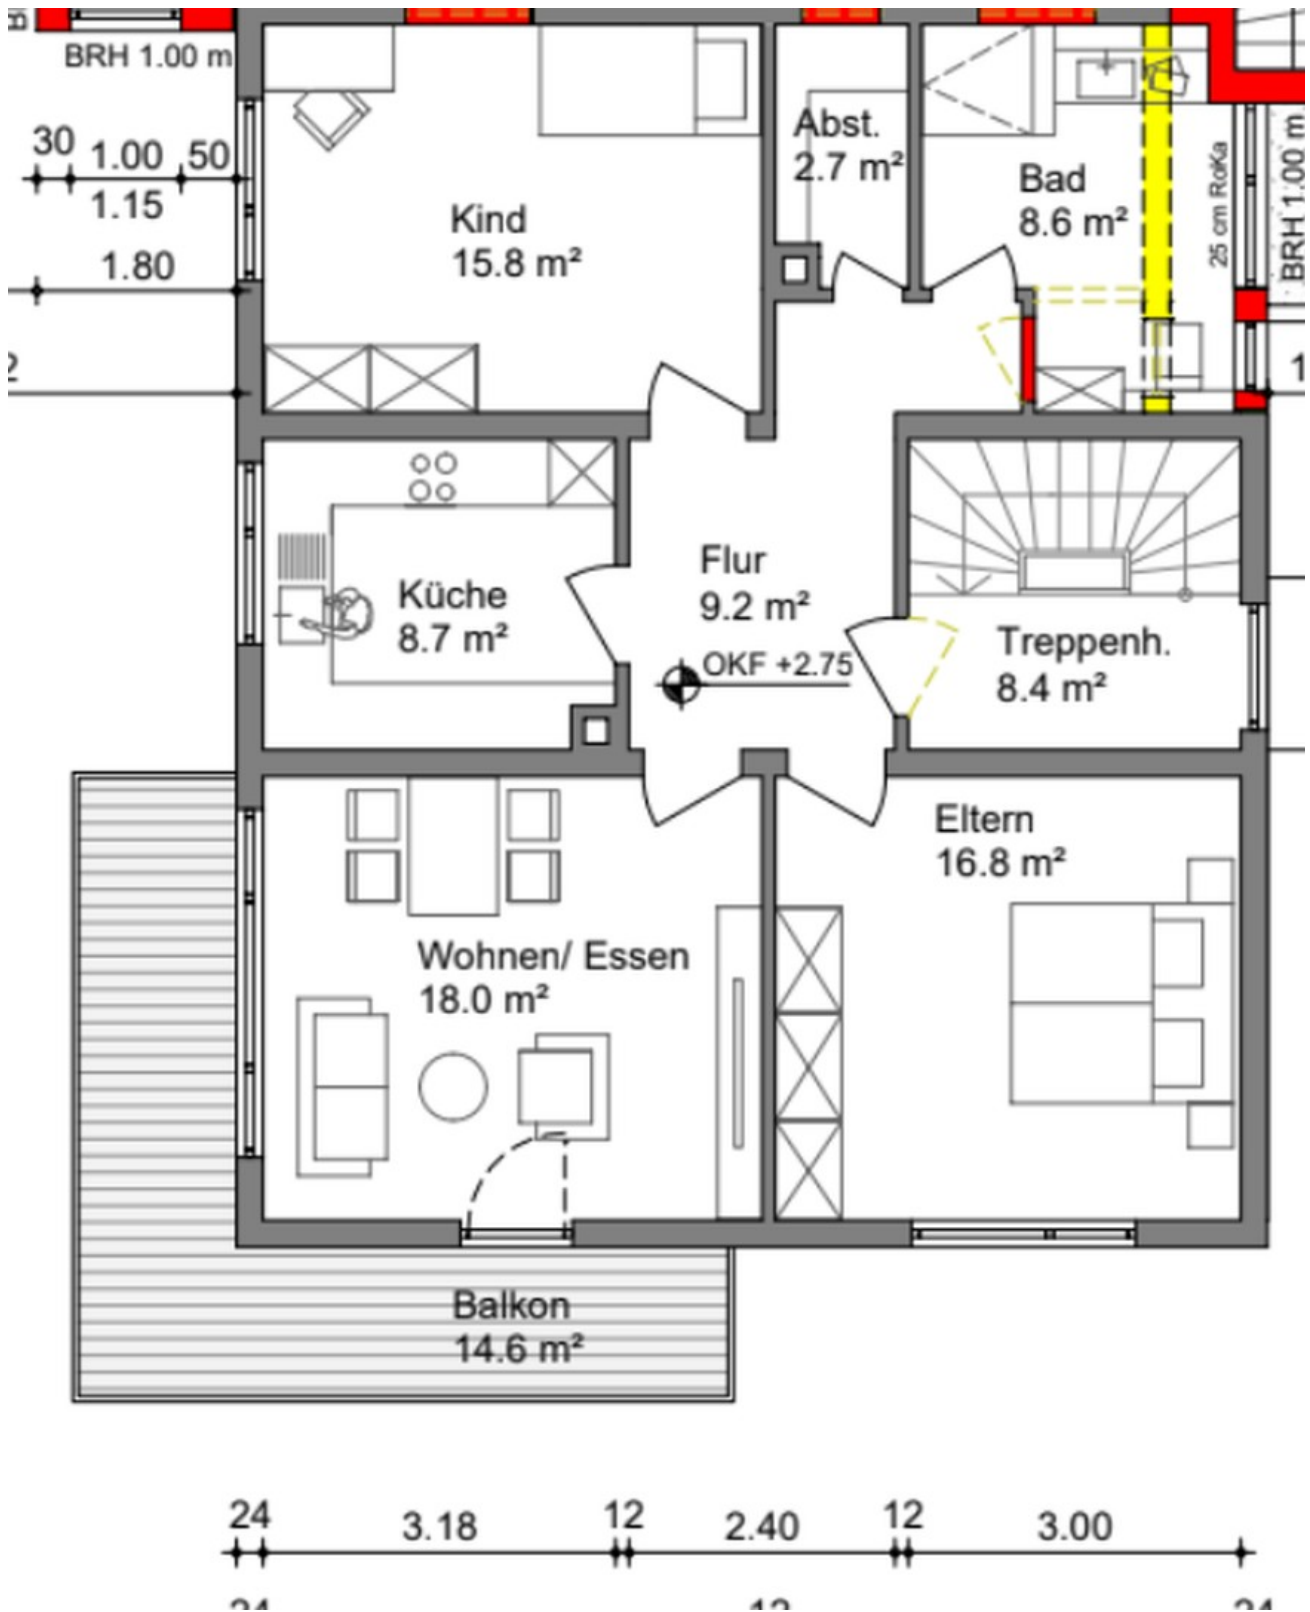 BRH 1.00 m
30 1.00 50
1.15
1.80
Kind
15.8 m²
Abst.
2.7 m²
Bad
8.6 m²
25 cm RoKa
BRH 1.00 m
Küche
8.7 m²
Flur
9.2 m²
OKF +2.75
Treppenh.
8.4 m²
Eltern
16.8 m²
Wohnen/ Essen
18.0 m²
Balkon
14.6 m²
24 3.18 12 2.40 12 3.00